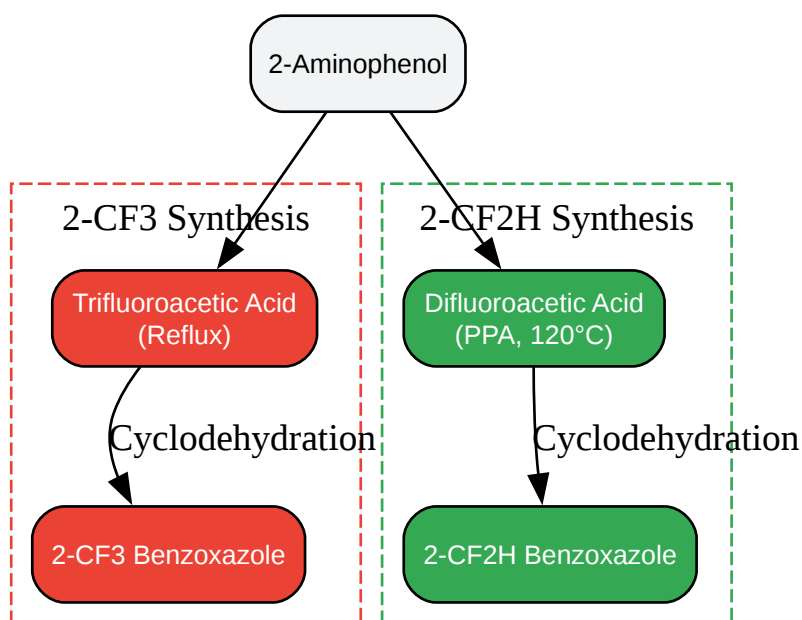 2-Aminophenol
2-CF3 Synthesis
2-CF2H Synthesis
Trifluoroacetic Acid
(Reflux)
Difluoroacetic Acid
(PPA, 120°C)
Cyclodehydration
Cyclodehydration
2-CF3 Benzoxazole
2-CF2H Benzoxazole